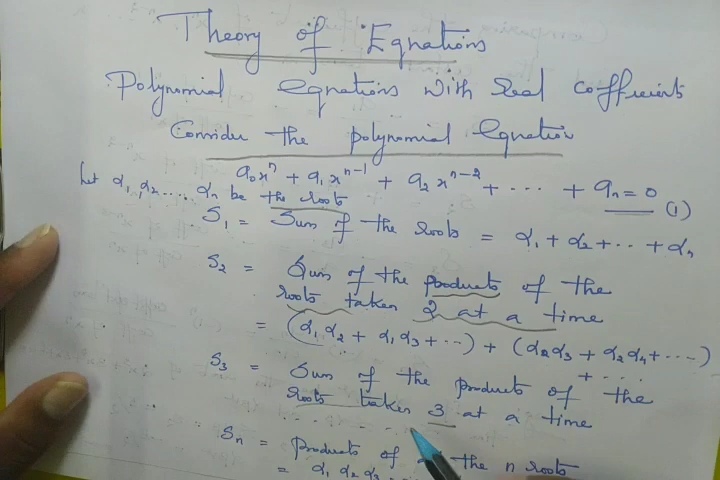 Theory of Equations
Polynomial equations with real coefficients
Consider the polynomial Equation
a₀xⁿ + a₁xⁿ⁻¹ + a₂xⁿ⁻² + ... + aₙ = 0 (1)
Let α₁, α₂ ..... αₙ be the roots
S₁ = Sum of the roots = α₁ + α₂ + ... + αₙ
S₂ = Sum of the products of the
roots taken 2 at a time
= (α₁α₂ + α₁α₃ + ...) + (α₂α₃ + α₂α₄ + ....)
+ ....
S₃ = Sum of the products of the
roots taken 3 at a time
Sₙ = Products of the n roots
= α₁ α₂ α₃